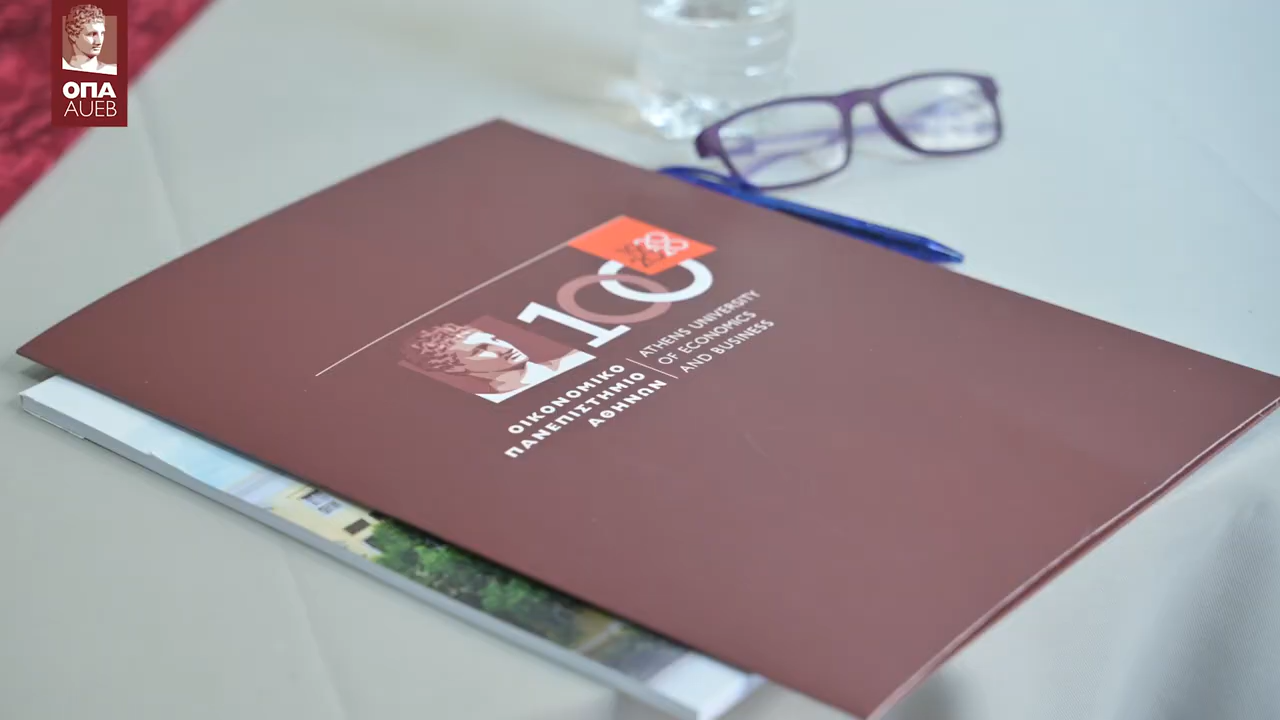 ΟΠΑ
AUEB
100
ΟΙΚΟΝΟΜΙΚΟ
ΠΑΝΕΠΙΣΤΗΜΙΟ
ΑΘΗΝΩΝ
ATHENS UNIVERSITY
OF ECONOMICS
AND BUSINESS